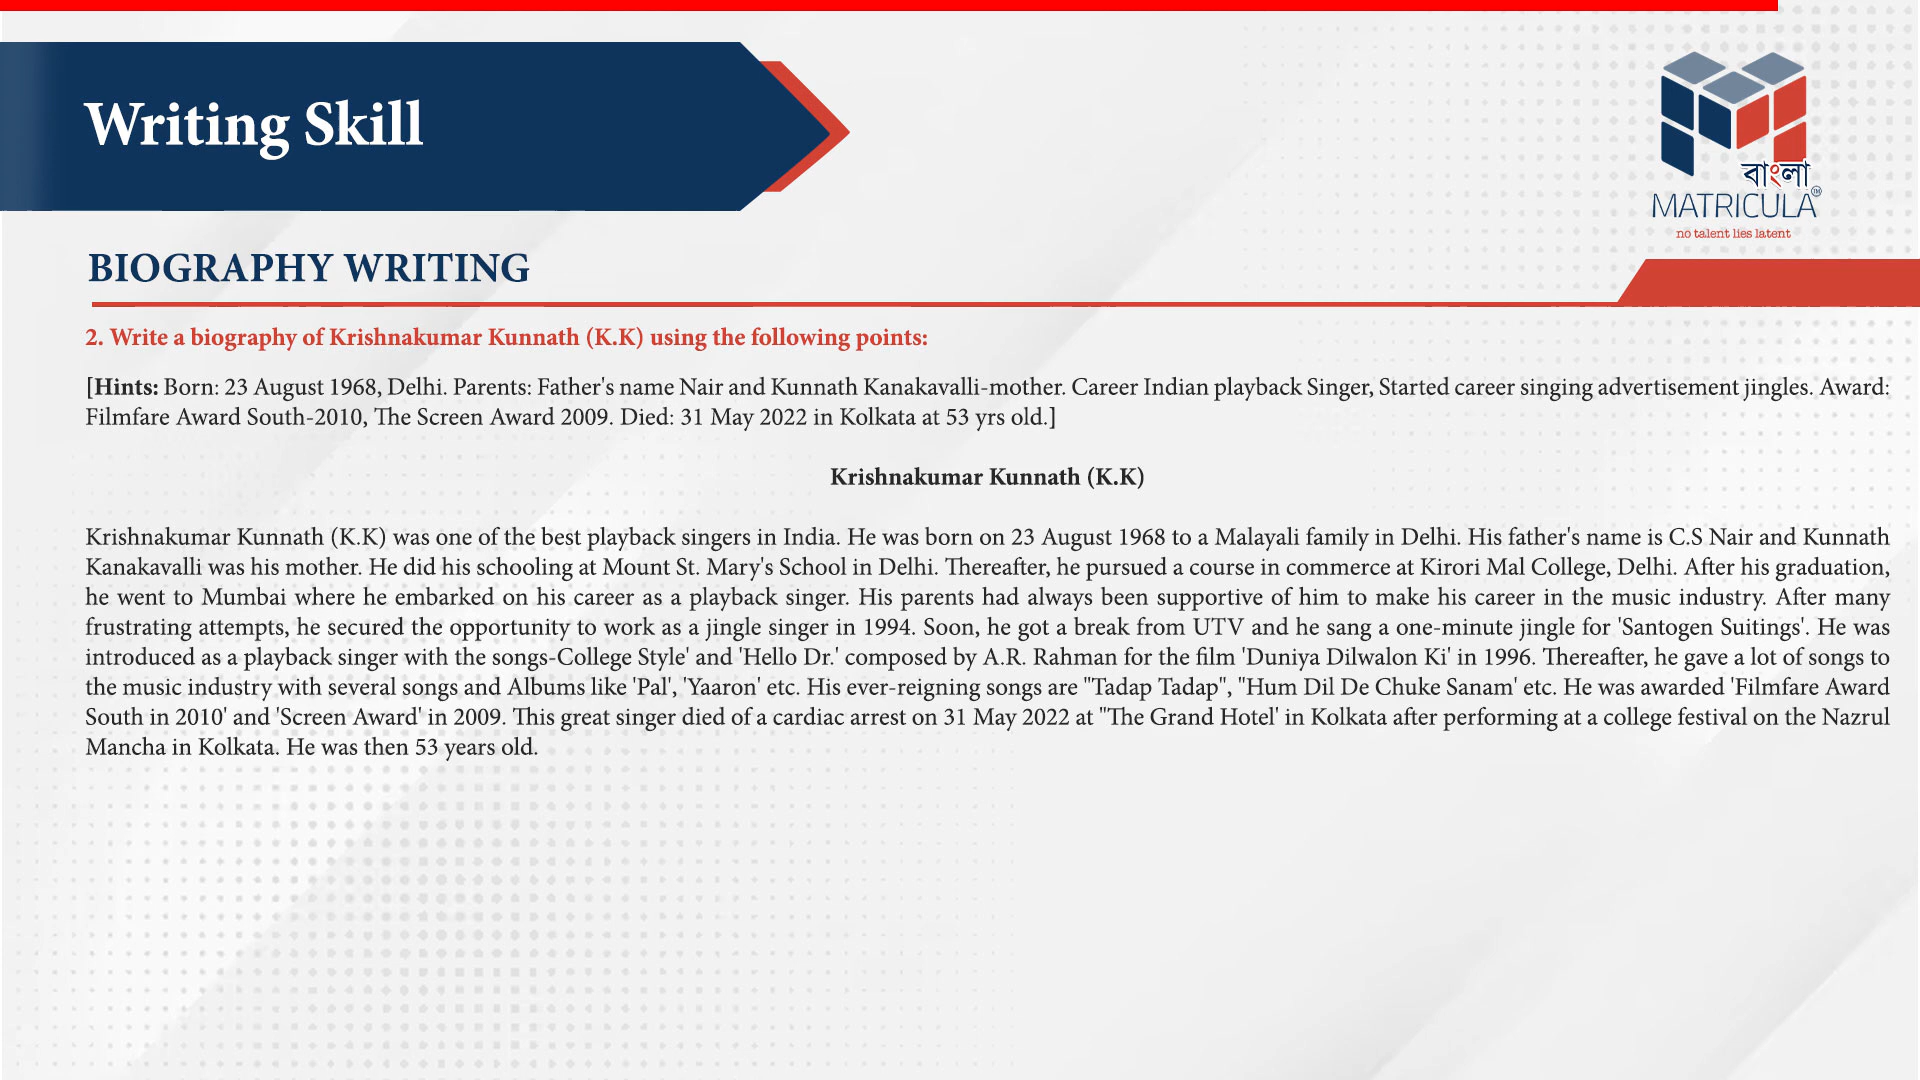 Writing Skill
বাংলা
MATRICULA
TM
no talent lies latent
BIOGRAPHY WRITING
2. Write a biography of Krishnakumar Kunnath (K.K) using the following points:
[Hints: Born: 23 August 1968, Delhi. Parents: Father's name Nair and Kunnath Kanakavalli-mother. Career Indian playback Singer, Started career singing advertisement jingles. Award:
Filmfare Award South-2010, The Screen Award 2009. Died: 31 May 2022 in Kolkata at 53 yrs old.]
Krishnakumar Kunnath (K.K)
Krishnakumar Kunnath (K.K) was one of the best playback singers in India. He was born on 23 August 1968 to a Malayali family in Delhi. His father's name is C.S Nair and Kunnath
Kanakavalli was his mother. He did his schooling at Mount St. Mary's School in Delhi. Thereafter, he pursued a course in commerce at Kirori Mal College, Delhi. After his graduation,
he went to Mumbai where he embarked on his career as a playback singer. His parents had always been supportive of him to make his career in the music industry. After many
frustrating attempts, he secured the opportunity to work as a jingle singer in 1994. Soon, he got a break from UTV and he sang a one-minute jingle for 'Santogen Suitings'. He was
introduced as a playback singer with the songs-College Style' and 'Hello Dr.' composed by A.R. Rahman for the film 'Duniya Dilwalon Ki' in 1996. Thereafter, he gave a lot of songs to
the music industry with several songs and Albums like 'Pal', 'Yaaron' etc. His ever-reigning songs are "Tadap Tadap", "Hum Dil De Chuke Sanam' etc. He was awarded 'Filmfare Award
South in 2010' and 'Screen Award' in 2009. This great singer died of a cardiac arrest on 31 May 2022 at "The Grand Hotel' in Kolkata after performing at a college festival on the Nazrul
Mancha in Kolkata. He was then 53 years old.